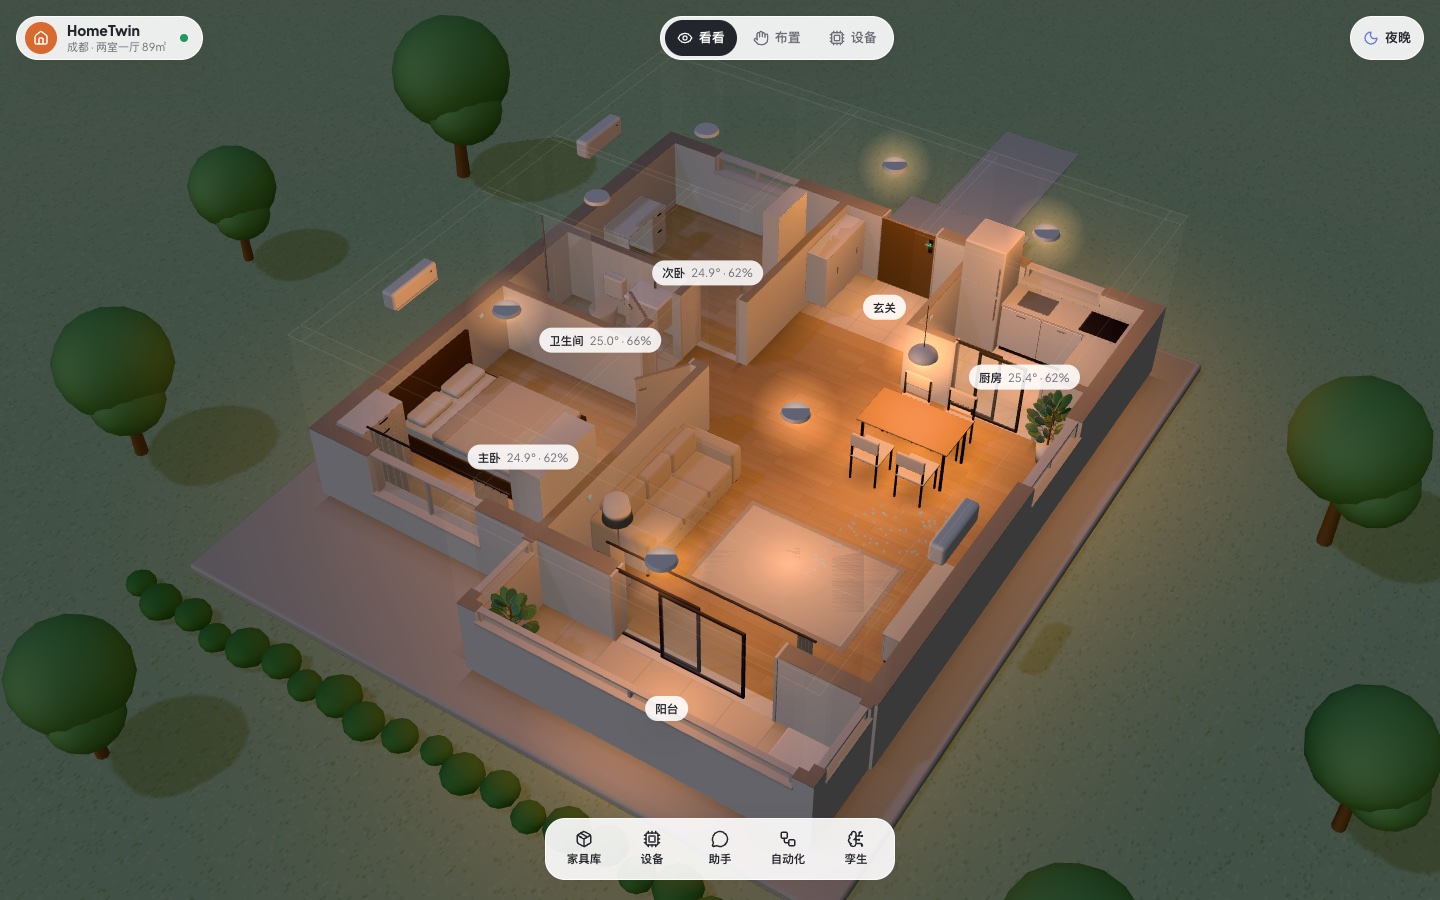 HomeTwin
成都 · 两室一厅 89㎡
看看
布置
设备
夜晚
次卧 24.9° · 62%
玄关
卫生间 25.0° · 66%
厨房 25.4° · 62%
主卧 24.9° · 62%
阳台
家具库
设备
助手
自动化
孪生